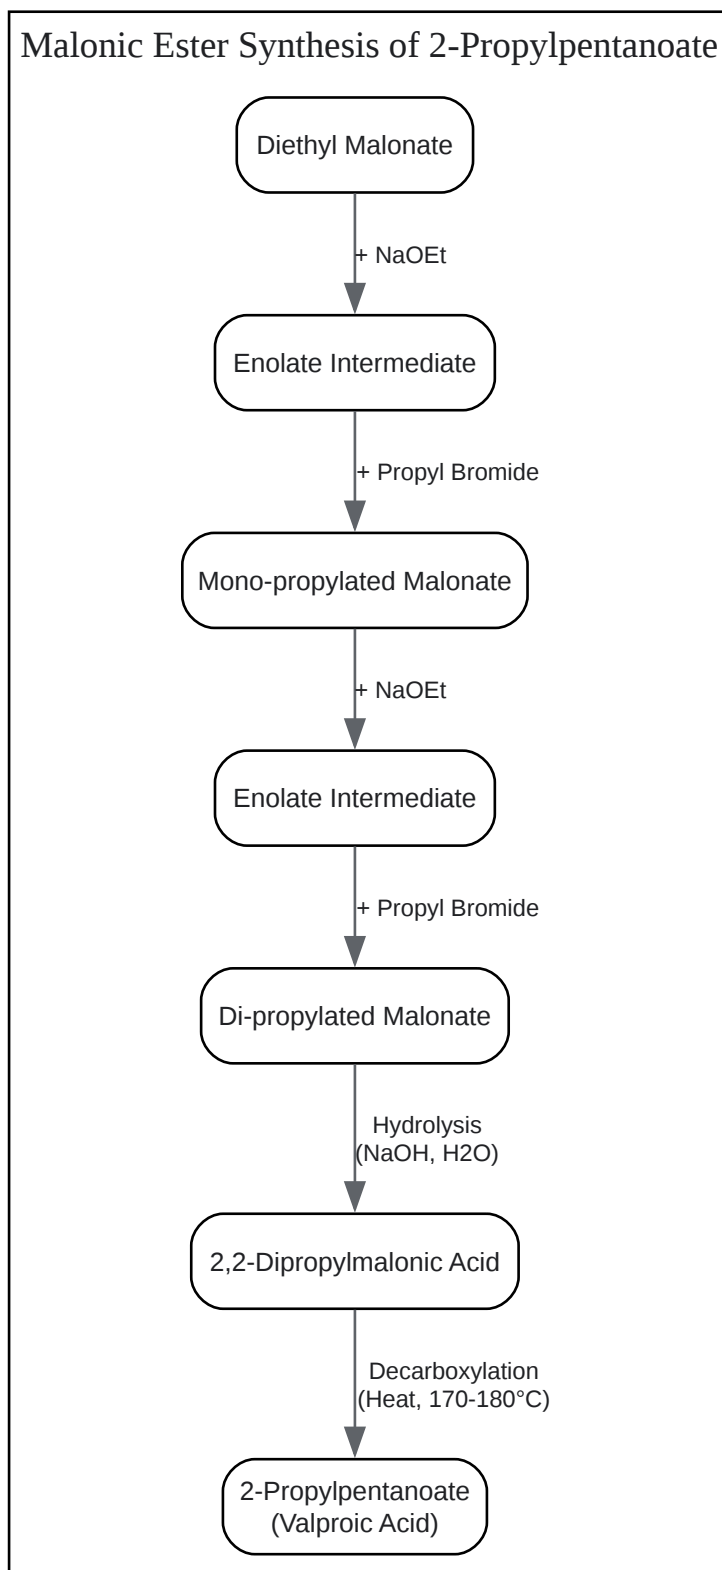 Malonic Ester Synthesis of 2-Propylpentanoate
Diethyl Malonate
+ NaOEt
Enolate Intermediate
+ Propyl Bromide
Mono-propylated Malonate
+ NaOEt
Enolate Intermediate
+ Propyl Bromide
Di-propylated Malonate
Hydrolysis
(NaOH, H2O)
2,2-Dipropylmalonic Acid
Decarboxylation
(Heat, 170-180°C)
2-Propylpentanoate
(Valproic Acid)